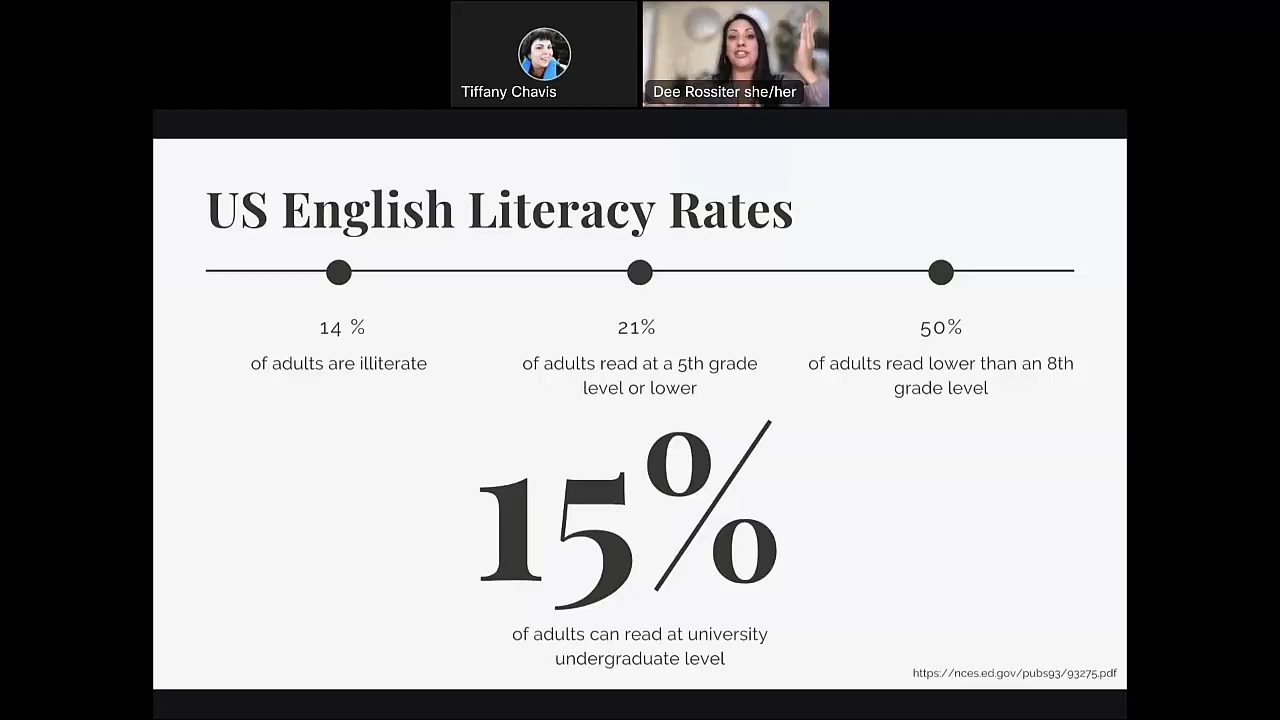 Tiffany Chavis
Dee Rossiter she/her
US English Literacy Rates
14 %
of adults are illiterate
21%
of adults read at a 5th grade
level or lower
50%
of adults read lower than an 8th
grade level
15%
of adults can read at university
undergraduate level
https://nces.ed.gov/pubs93/93275.pdf